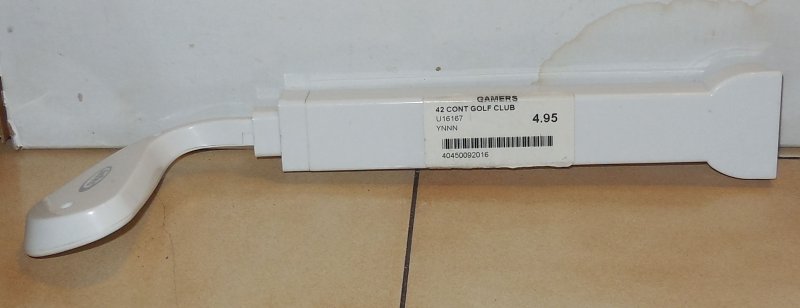 GAMERS
42 CONT GOLF CLUB
U16167 4.95
YNNN
40450092016